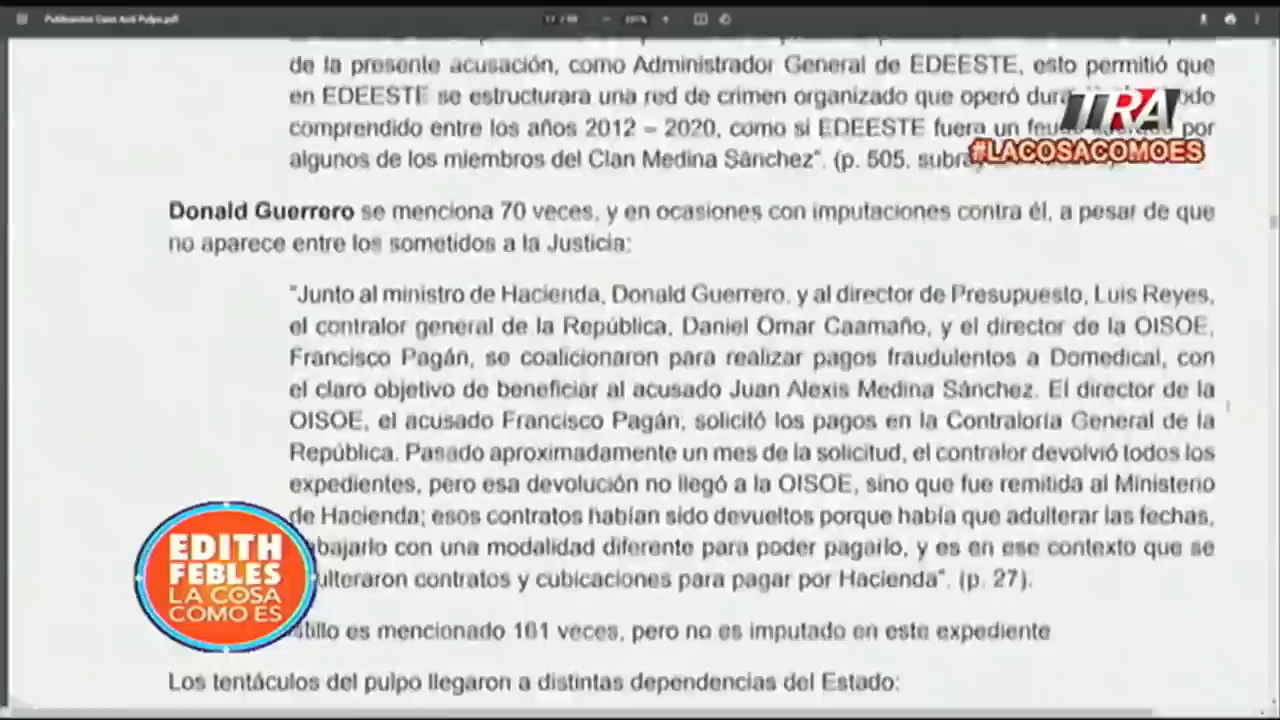 Publicacion Caso Anti Pulpo.pdf
de la presente acusación, como Administrador General de EDEESTE, esto permitió que
en EDEESTE se estructurara una red de crimen organizado que operó
comprendido entre los años 2012 – 2020, como si EDEESTE fuera un por
algunos de los miembros del Clan Medina Sánchez". (p. 505,
TRA
#LACOSACOMOES
Donald Guerrero se menciona 70 veces, y en ocasiones con imputaciones contra él, a pesar de que
no aparece entre los sometidos a la Justicia:
"Junto al ministro de Hacienda, Donald Guerrero, y al director de Presupuesto, Luis Reyes,
el contralor general de la República, Daniel Omar Caamaño, y el director de la OISOE,
Francisco Pagán, se coalicionaron para realizar pagos fraudulentos a Domedical, con
el claro objetivo de beneficiar al acusado Juan Alexis Medina Sánchez. El director de la
OISOE, el acusado Francisco Pagán, solicitó los pagos en la Contraloría General de la
República. Pasado aproximadamente un mes de la solicitud, el contralor devolvió todos los
expedientes, pero esa devolución no llegó a la OISOE, sino que fue remitida al Ministerio
de Hacienda; esos contratos habían sido devueltos porque había que adulterar las fechas,
con una modalidad diferente para poder pagarlo, y es en ese contexto que se
contratos y cubicaciones para pagar por Hacienda". (p. 27).
es mencionado 161 veces, pero no es imputado en este expediente
Los tentáculos del pulpo llegaron a distintas dependencias del Estado:
EDITH
FEBLES
LA COSA
COMO ES